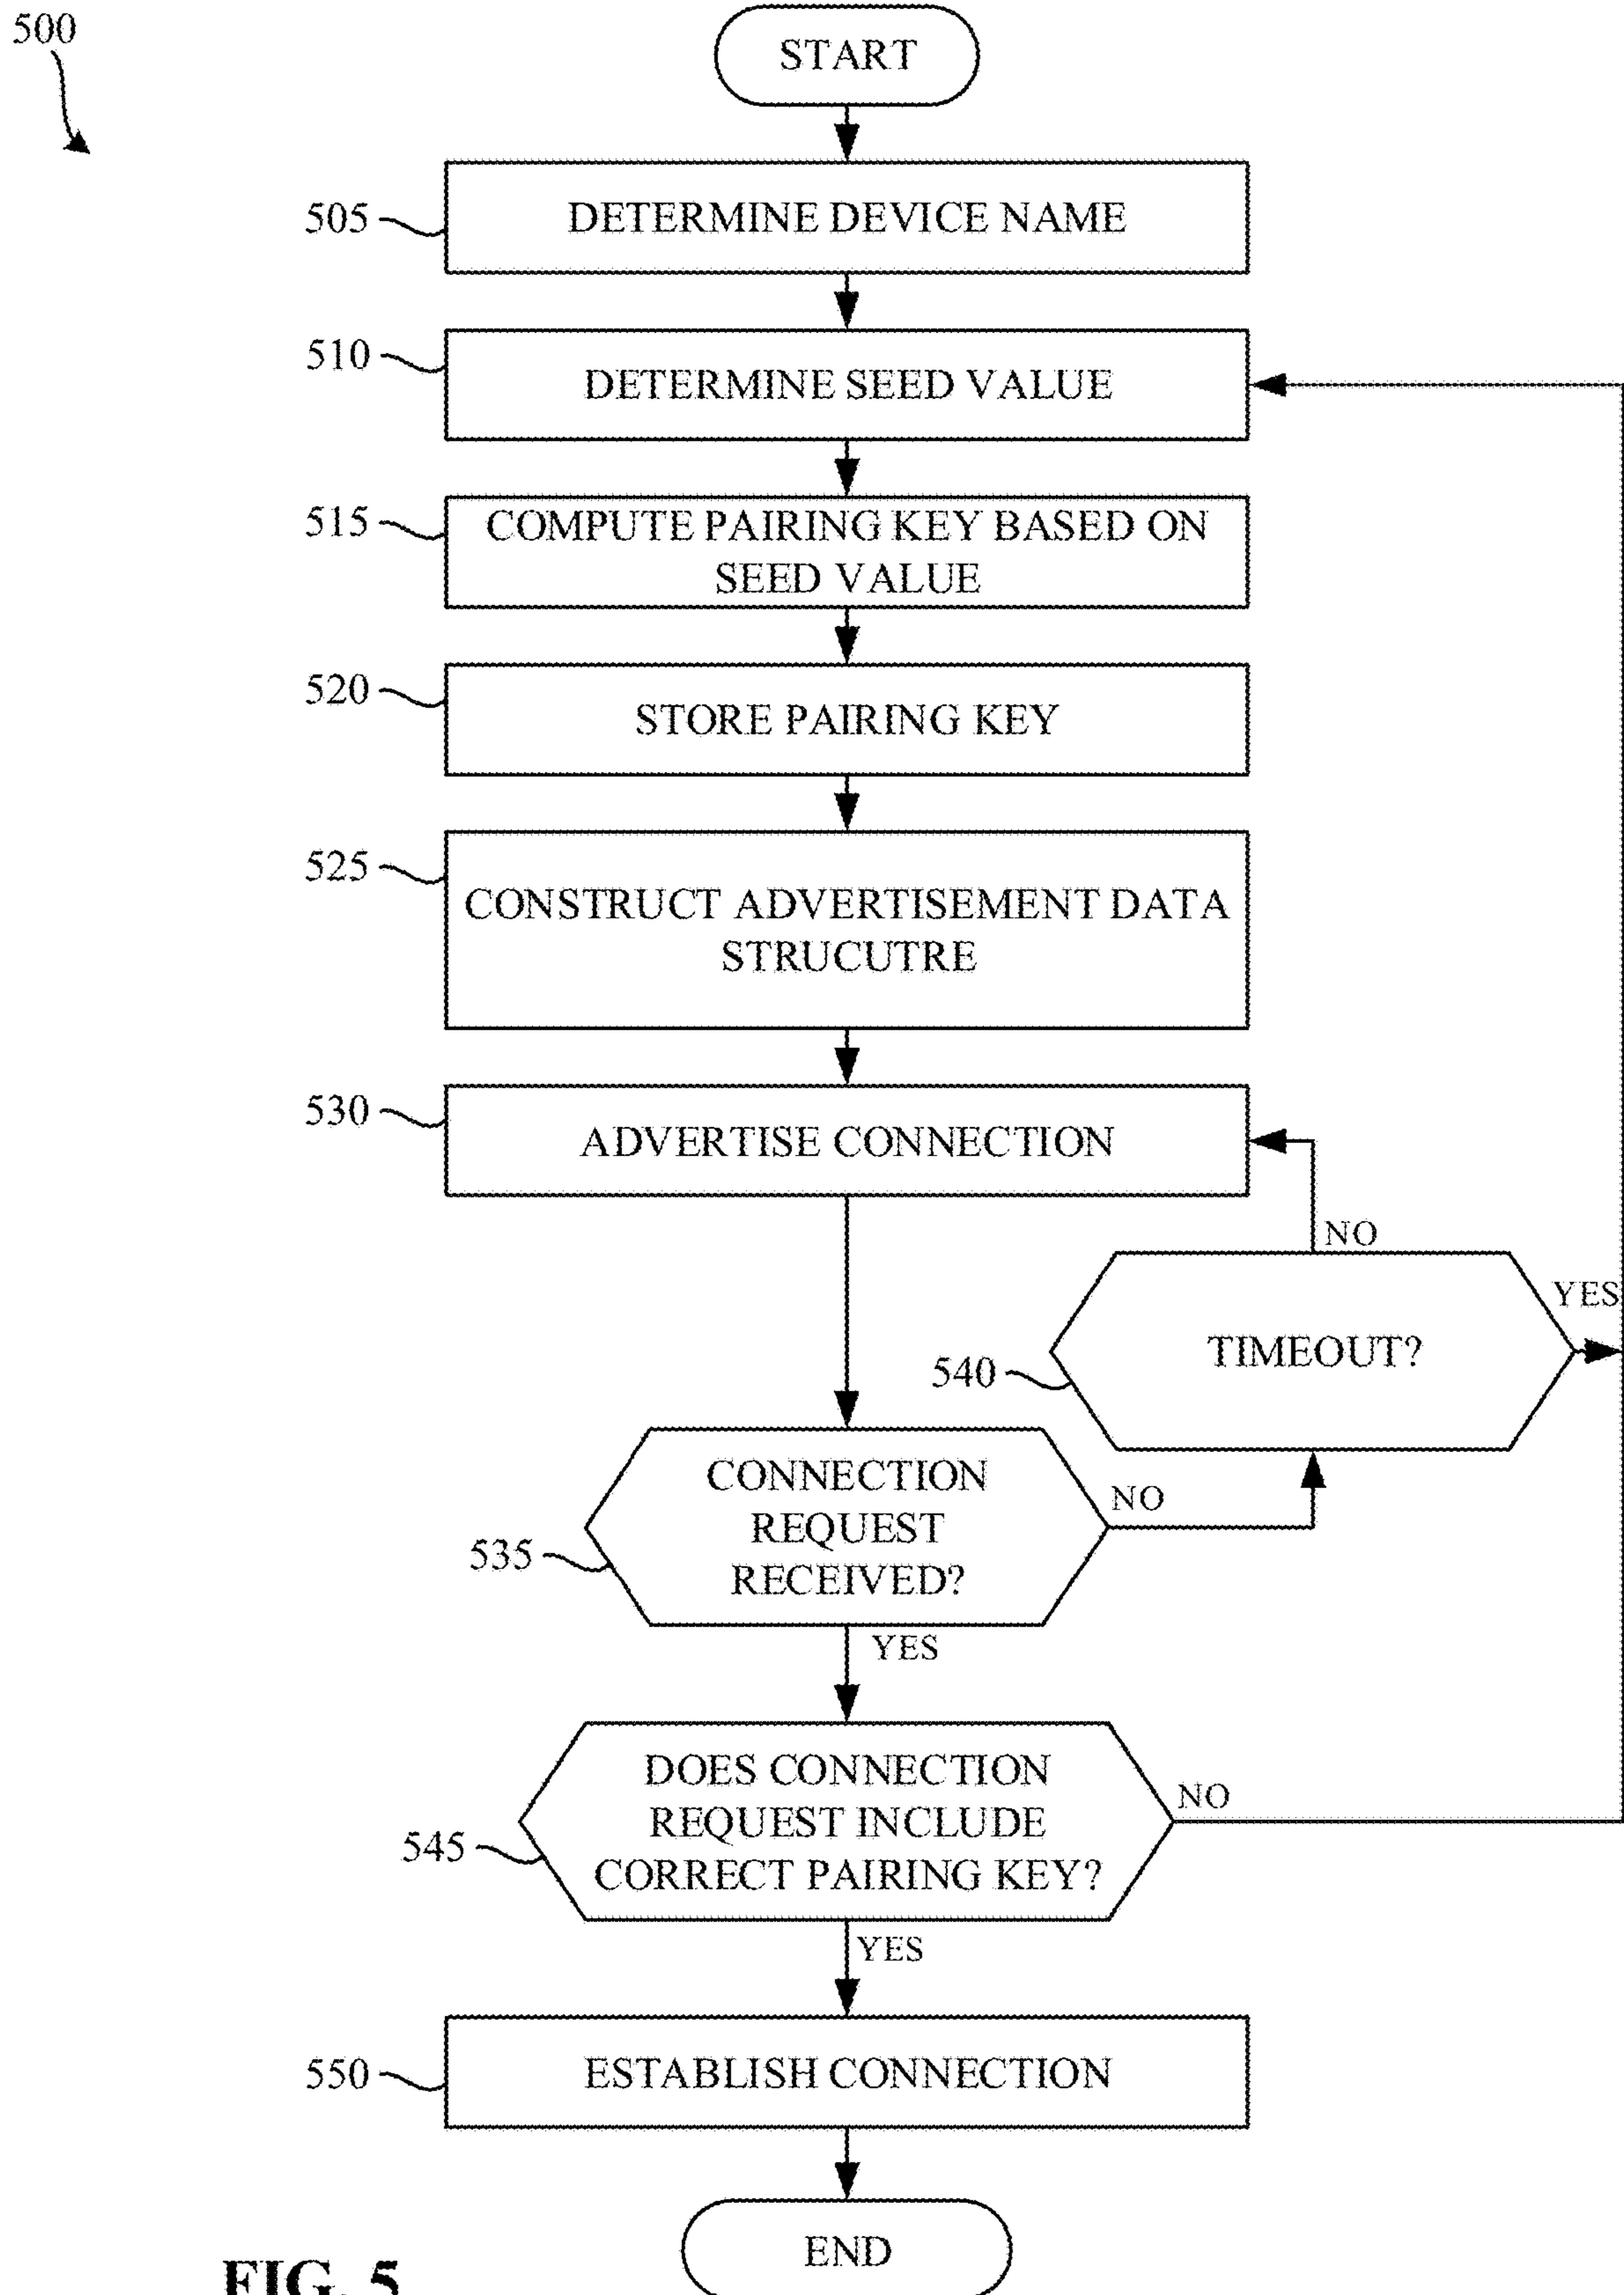 500
START
505
DETERMINE DEVICE NAME
510
DETERMINE SEED VALUE
515
COMPUTE PAIRING KEY BASED ON
SEED VALUE
520
STORE PAIRING KEY
525
CONSTRUCT ADVERTISEMENT DATA
STRUCUTRE
530
ADVERTISE CONNECTION
NO
YES
TIMEOUT?
540
CONNECTION
REQUEST
RECEIVED?
NO
535
YES
DOES CONNECTION
REQUEST INCLUDE
CORRECT PAIRING KEY?
NO
545
YES
550
ESTABLISH CONNECTION
END
FIG. 5